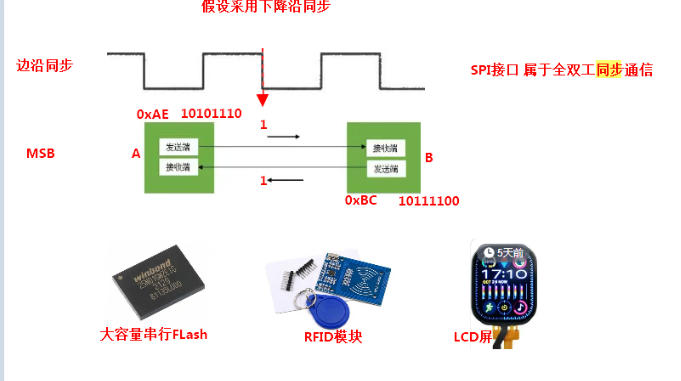 假设采用下降沿同步
边沿同步
SPI接口 属于全双工同步通信
0xAE 10101110
1
MSB
A
发送端
接收端
接收端
发送端
B
1
0xBC 10111100
winbond
5天前
17:10
大容量串行FLash
RFID模块
LCD屏